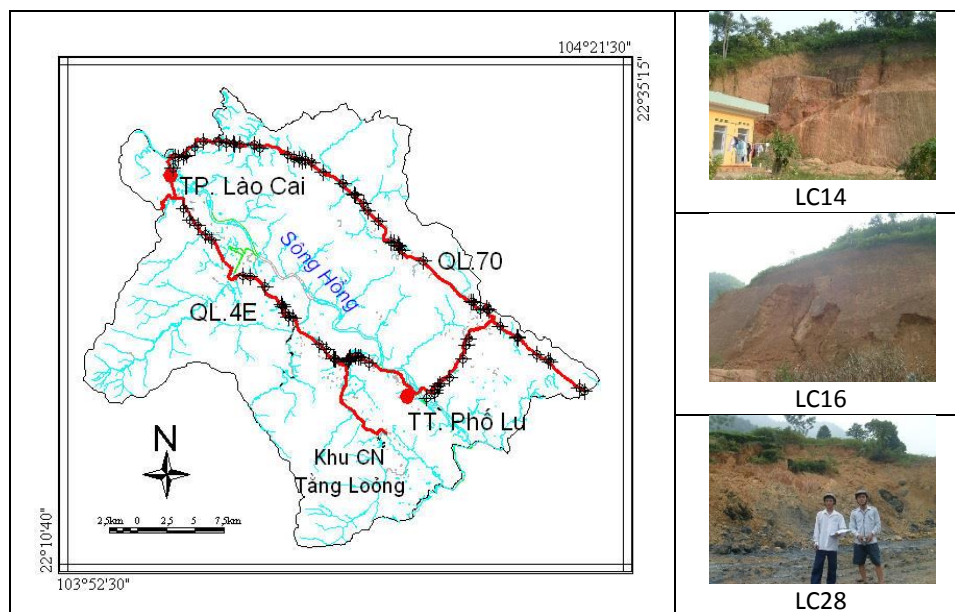 104°21'30"
22°35'15"
TP. Lào Cai
Sông Hồng
QL.70
QL.4E
TT. Phố Lu
N
Khu CN
Tằng Loỏng
2,5km 0 2,5 5 7,5km
22°10'40"
103°52'30"
LC14
LC16
LC28